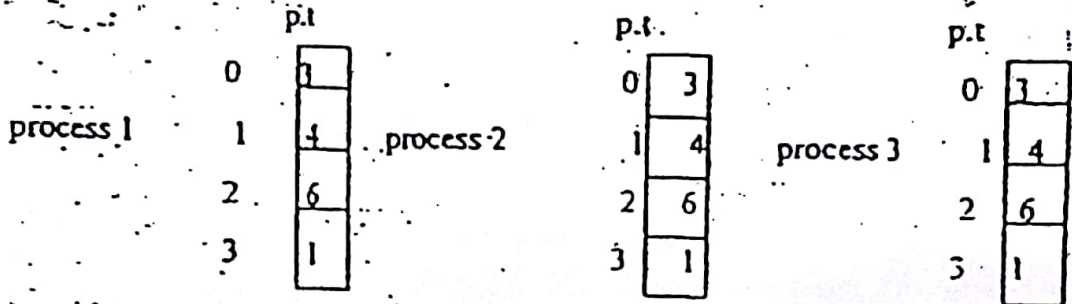 p.t p.t. p.t
0 3 0 3 0 3
process 1 1 4 process-2 1 4 process 3 1 4
2 6 2 6 2 6
3 1 3 1 3 1